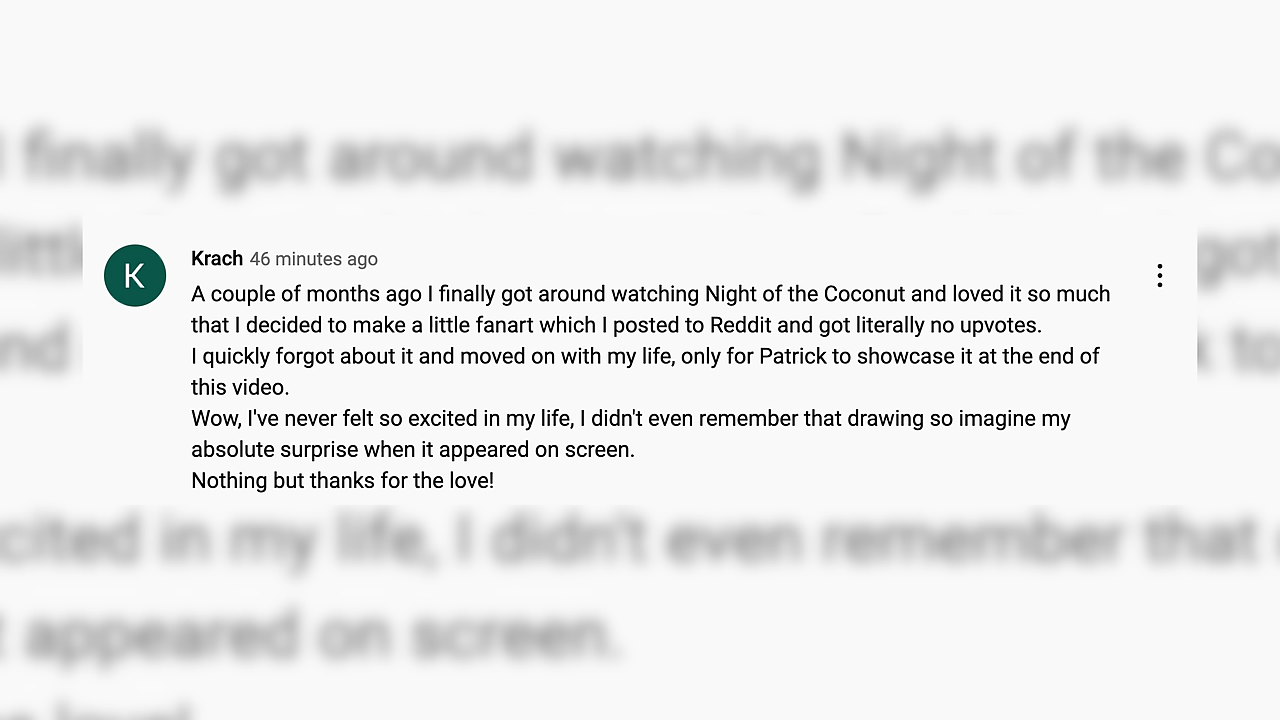 K
Krach 46 minutes ago
A couple of months ago I finally got around watching Night of the Coconut and loved it so much
that I decided to make a little fanart which I posted to Reddit and got literally no upvotes.
I quickly forgot about it and moved on with my life, only for Patrick to showcase it at the end of
this video.
Wow, I've never felt so excited in my life, I didn't even remember that drawing so imagine my
absolute surprise when it appeared on screen.
Nothing but thanks for the love!